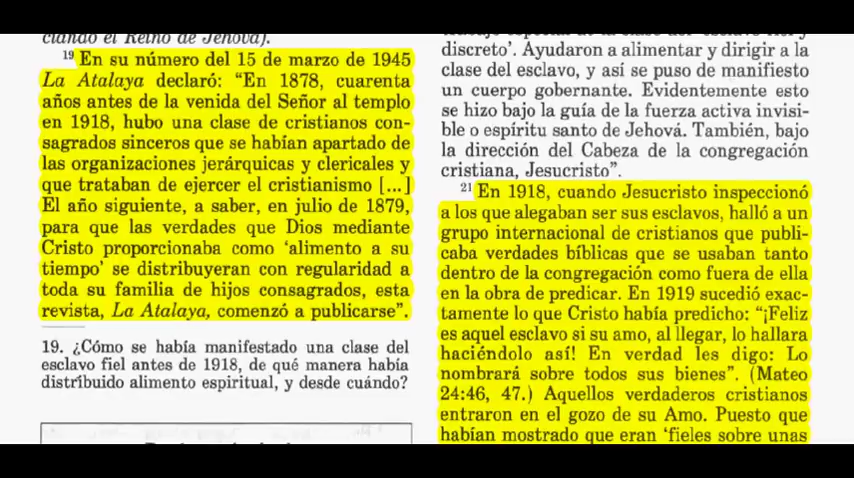 ciando el Reino de Jehová).
19 En su número del 15 de marzo de 1945
La Atalaya declaró: “En 1878, cuarenta
años antes de la venida del Señor al templo
en 1918, hubo una clase de cristianos con-
sagrados sinceros que se habían apartado de
las organizaciones jerárquicas y clericales y
que trataban de ejercer el cristianismo [...]
El año siguiente, a saber, en julio de 1879,
para que las verdades que Dios mediante
Cristo proporcionaba como ‘alimento a su
tiempo’ se distribuyeran con regularidad a
toda su familia de hijos consagrados, esta
revista, La Atalaya, comenzó a publicarse”.
19. ¿Cómo se había manifestado una clase del
esclavo fiel antes de 1918, de qué manera había
distribuido alimento espiritual, y desde cuándo?
discreto’. Ayudaron a alimentar y dirigir a la
clase del esclavo, y así se puso de manifiesto
un cuerpo gobernante. Evidentemente esto
se hizo bajo la guía de la fuerza activa invisi-
ble o espíritu santo de Jehová. También, bajo
la dirección del Cabeza de la congregación
cristiana, Jesucristo”.
21 En 1918, cuando Jesucristo inspeccionó
a los que alegaban ser sus esclavos, halló a un
grupo internacional de cristianos que publi-
caba verdades bíblicas que se usaban tanto
dentro de la congregación como fuera de ella
en la obra de predicar. En 1919 sucedió exac-
tamente lo que Cristo había predicho: “¡Feliz
es aquel esclavo si su amo, al llegar, lo hallara
haciéndolo así! En verdad les digo: Lo
nombrará sobre todos sus bienes”. (Mateo
24:46, 47.) Aquellos verdaderos cristianos
entraron en el gozo de su Amo. Puesto que
habían mostrado que eran ‘fieles sobre unas